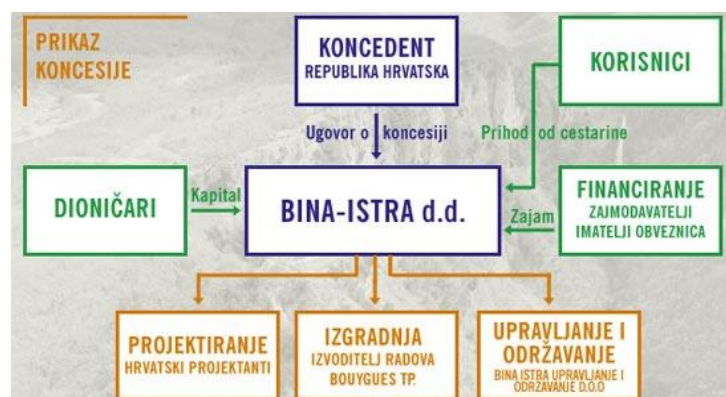 PRIKAZ
KONCESIJE
KONCEDENT
REPUBLIKA HRVATSKA
KORISNICI
Ugovor o koncesiji
Prihod od cestarine
DIONIČARI
Kapital
BINA-ISTRA d.d.
Zajam
FINANCIRANJE
ZAJMODAVATELJI
IMATELJI OBVEZNICA
PROJEKTIRANJE
HRVATSKI PROJEKTANTI
IZGRADNJA
IZVODITELJ RADOVA
BOUYGUES TP.
UPRAVLJANJE I
ODRŽAVANJE
BINA ISTRA UPRAVLJANJE I
ODRZAVANJE D.O.O